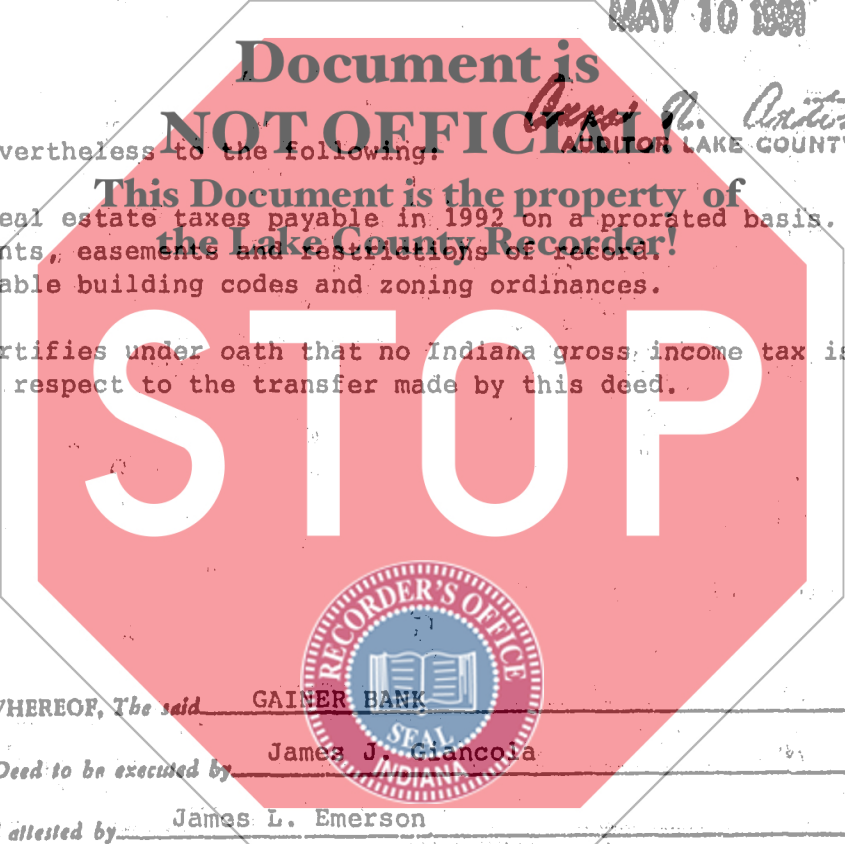 MAY 10 1991
Document is
NOT OFFICIAL!
AUDITOR LAKE COUNTY
vertheless to the following:
This Document is the property of
eal estate taxes payable in 1992 on a prorated basis.
the Lake County Recorder!
nts, easements and restrictions of record.
able building codes and zoning ordinances.
STOP
rtifies under oath that no Indiana gross income tax is
respect to the transfer made by this deed.
RECORDER'S OFFICE
SEAL
INDIANA
WHEREOF, The said GAINER BANK
Deed to be executed by James J. Giancola
attested by James L. Emerson